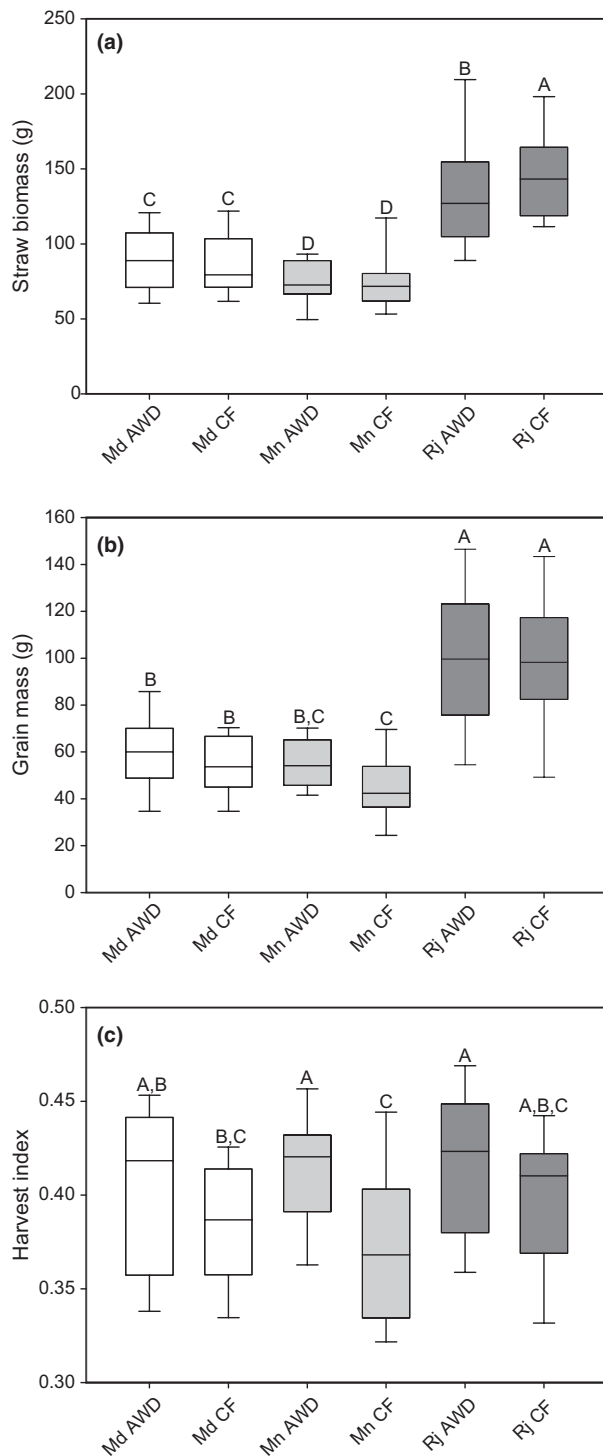 (a)
250
200
150
100
50
0
Straw biomass (g)
C
C
D
D
B
A
Md AWD
Md CF
Mn AWD
Mn CF
Rj AWD
Rj CF
(b)
160
140
120
100
80
60
40
20
0
Grain mass (g)
B
B
B,C
C
A
A
Md AWD
Md CF
Mn AWD
Mn CF
Rj AWD
Rj CF
(c)
0.50
0.45
0.40
0.35
0.30
Harvest index
A,B
B,C
A
C
A
A,B,C
Md AWD
Md CF
Mn AWD
Mn CF
Rj AWD
Rj CF